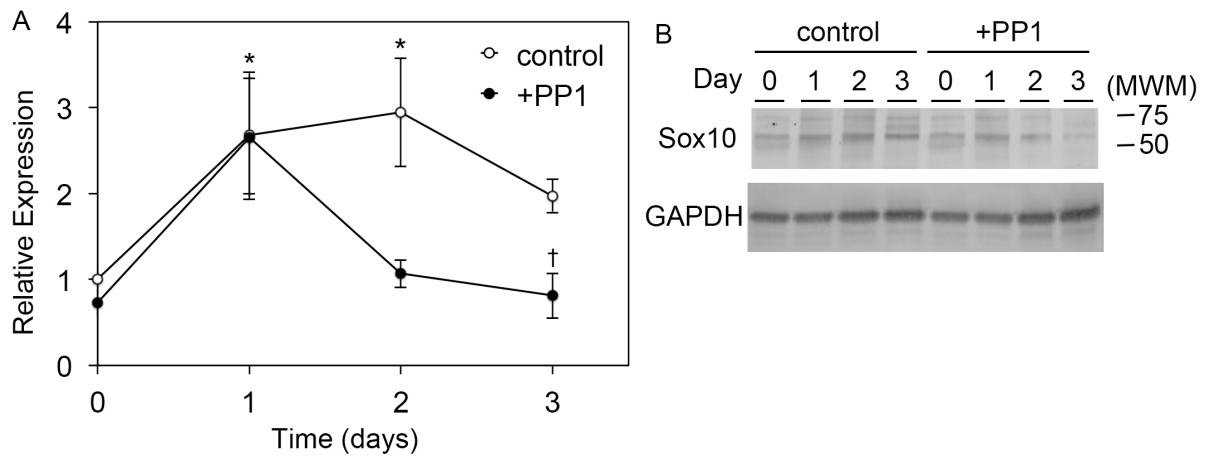 A
4
3
2
1
0
Relative Expression
*
*
†
control
+PP1
0 1 2 3
Time (days)
B
control +PP1
Day 0 1 2 3 0 1 2 3 (MWM)
Sox10
–75
–50
GAPDH